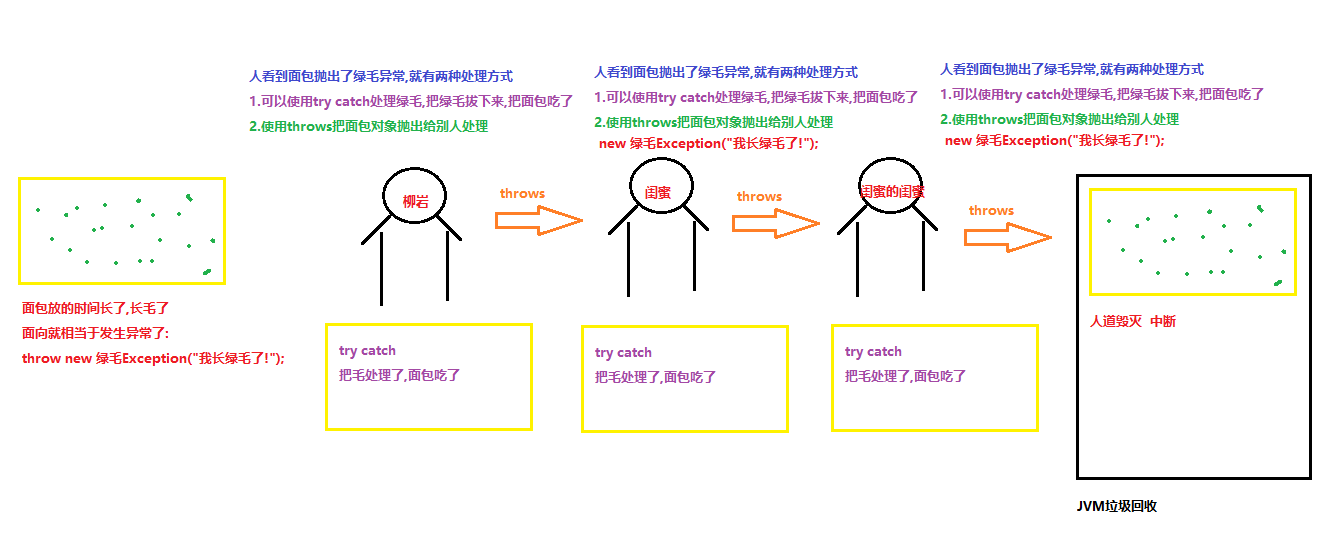 人看到面包抛出了绿毛异常,就有两种处理方式
1.可以使用try catch处理绿毛,把绿毛拔下来,把面包吃了
2.使用throws把面包对象抛出给别人处理
人看到面包抛出了绿毛异常,就有两种处理方式
1.可以使用try catch处理绿毛,把绿毛拔下来,把面包吃了
2.使用throws把面包对象抛出给别人处理
new 绿毛Exception("我长绿毛了!");
人看到面包抛出了绿毛异常,就有两种处理方式
1.可以使用try catch处理绿毛,把绿毛拔下来,把面包吃了
2.使用throws把面包对象抛出给别人处理
new 绿毛Exception("我长绿毛了!");
柳岩
throws
闺蜜
throws
闺蜜的闺蜜
throws
面包放的时间长了,长毛了
面向就相当于发生异常了:
throw new 绿毛Exception("我长绿毛了!");
try catch
把毛处理了,面包吃了
try catch
把毛处理了,面包吃了
try catch
把毛处理了,面包吃了
人道毁灭 中断
JVM垃圾回收